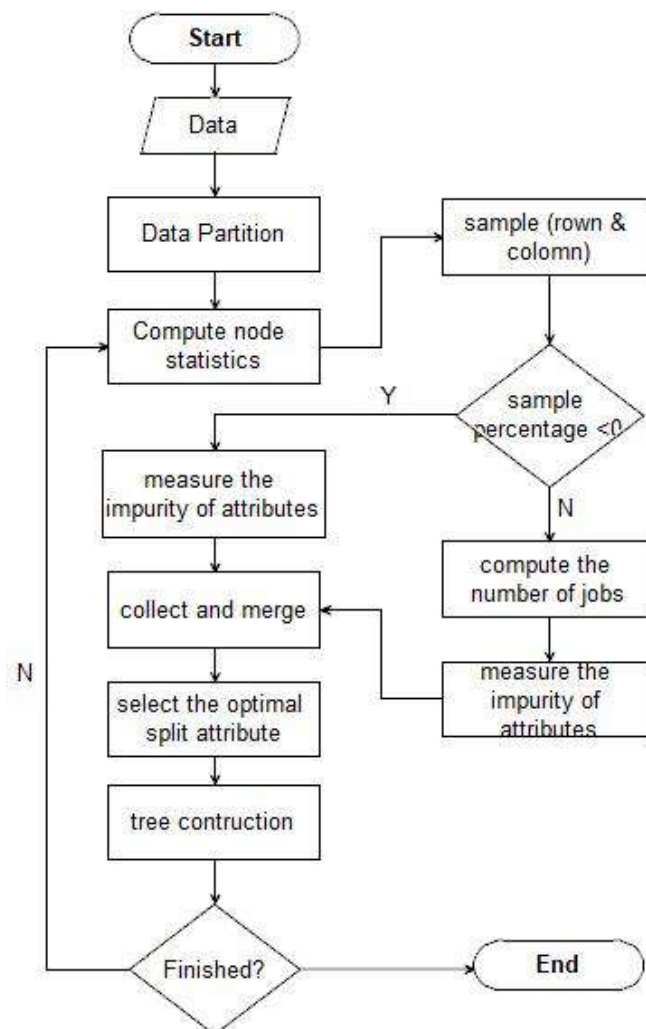 Start
Data
Data Partition
Compute node
statistics
sample (rown &
colomn)
sample
percentage <0
Y
N
measure the
impurity of attributes
compute the
number of jobs
measure the
impurity of
attributes
collect and merge
select the optimal
split attribute
tree contruction
N
Finished?
End